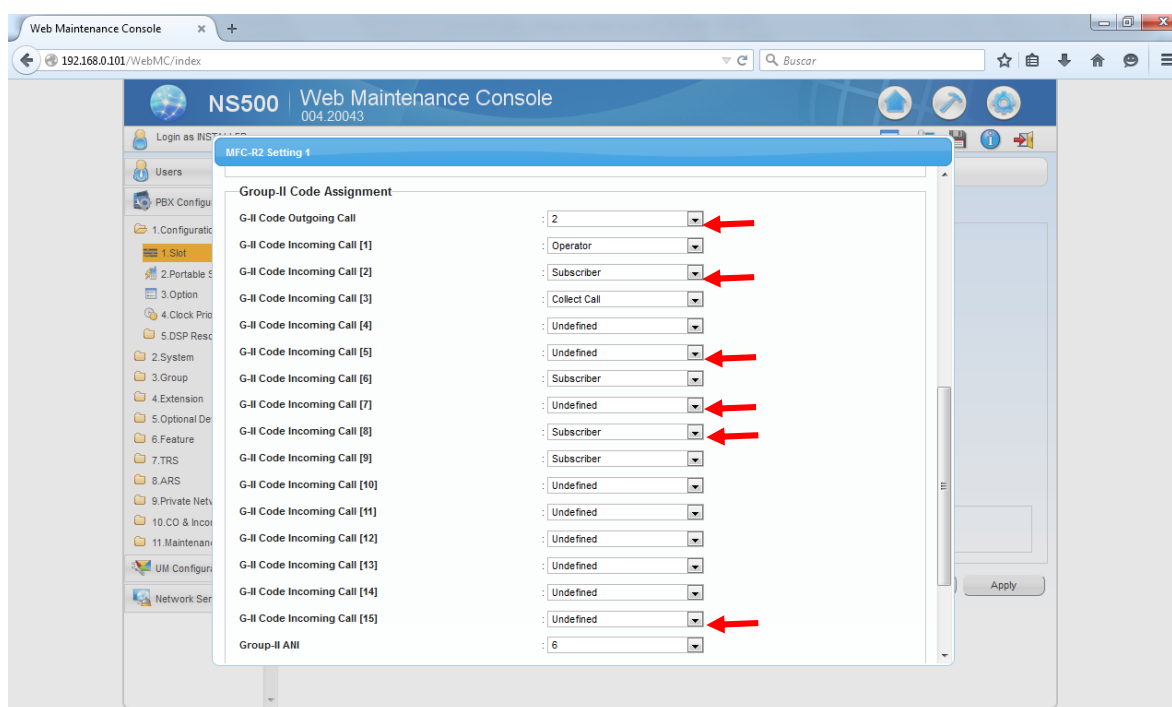 Web Maintenance Console
192.168.0.101/WebMC/index
Buscar
NS500 Web Maintenance Console
004.20043
Login as INSTALLER
MFC-R2 Setting 1
Users
PBX Configu
1.Configuratio
1.Slot
2.Portable S
3.Option
4.Clock Prio
5.DSP Reso
2.System
3.Group
4.Extension
5.Optional De
6.Feature
7.TRS
8.ARS
9.Private Netw
10.CO & Incom
11.Maintenanc
UM Configura
Network Ser
Group-II Code Assignment
G-II Code Outgoing Call : 2
G-II Code Incoming Call [1] : Operator
G-II Code Incoming Call [2] : Subscriber
G-II Code Incoming Call [3] : Collect Call
G-II Code Incoming Call [4] : Undefined
G-II Code Incoming Call [5] : Undefined
G-II Code Incoming Call [6] : Subscriber
G-II Code Incoming Call [7] : Undefined
G-II Code Incoming Call [8] : Subscriber
G-II Code Incoming Call [9] : Subscriber
G-II Code Incoming Call [10] : Undefined
G-II Code Incoming Call [11] : Undefined
G-II Code Incoming Call [12] : Undefined
G-II Code Incoming Call [13] : Undefined
G-II Code Incoming Call [14] : Undefined
G-II Code Incoming Call [15] : Undefined
Group-II ANI : 6
Apply